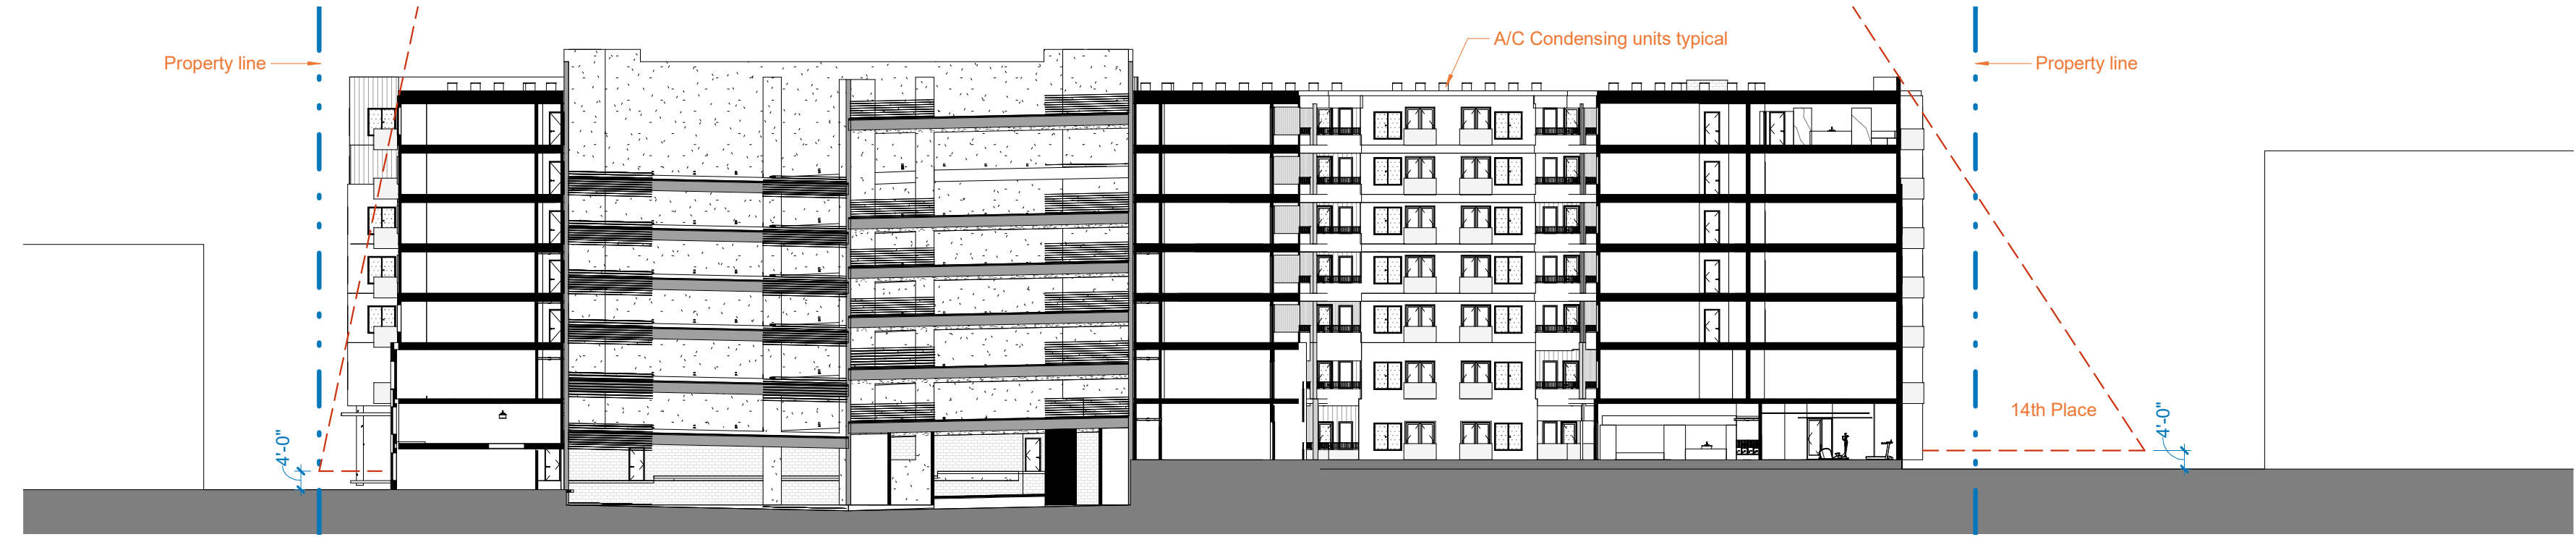 A/C Condensing units typical
Property line
Property line
14th Place
4'-0"
4'-0"